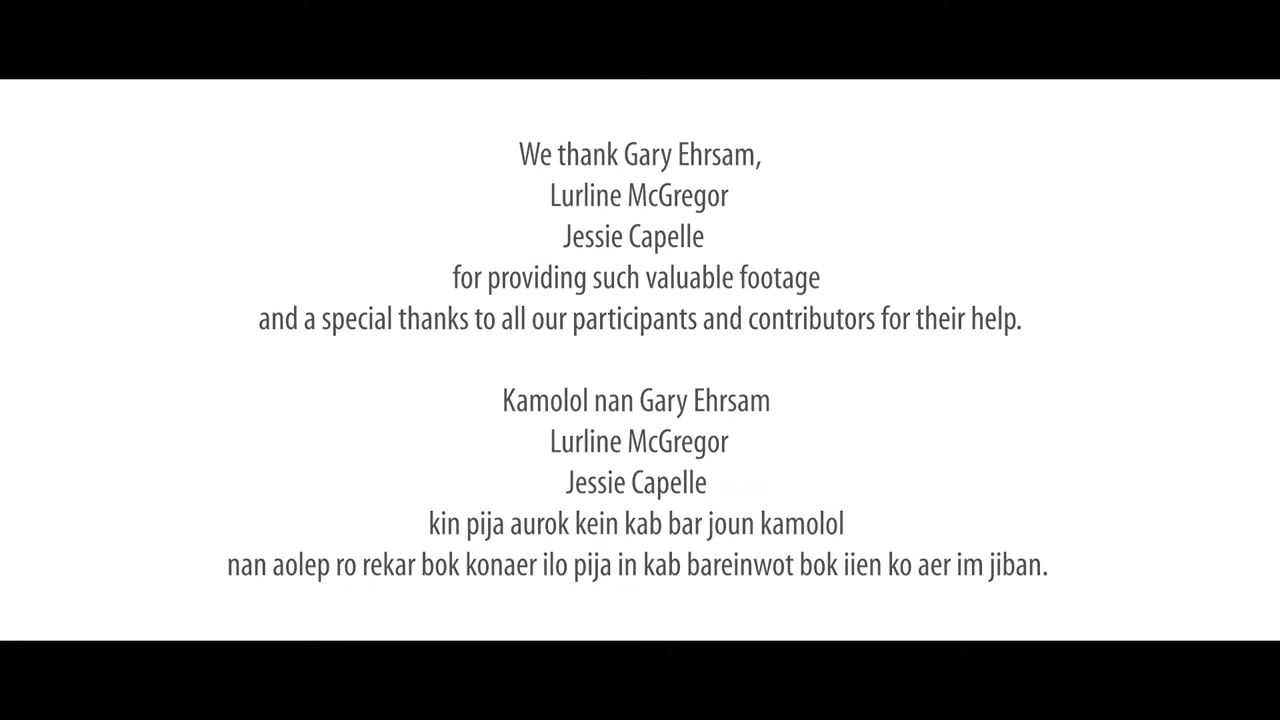 We thank Gary Ehrsam,
Lurline McGregor
Jessie Capelle
for providing such valuable footage
and a special thanks to all our participants and contributors for their help.
Kamolol nan Gary Ehrsam
Lurline McGregor
Jessie Capelle
kin pija aurok kein kab bar joun kamolol
nan aolep ro rekar bok konaer ilo pija in kab bareinwot bok iien ko aer im jiban.